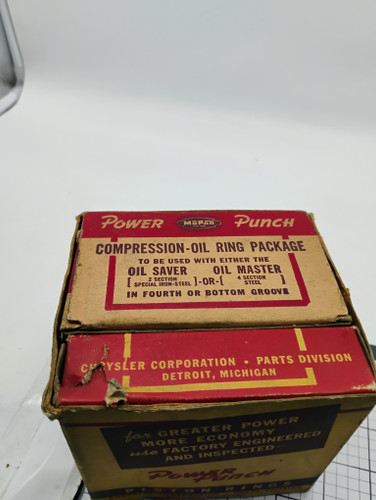 POWER MOPAR PUNCH
COMPRESSION-OIL RING PACKAGE
TO BE USED WITH EITHER THE
OIL SAVER OIL MASTER
[ 2 SECTION SPECIAL IRON-STEEL ] -OR- [ 4 SECTION STEEL ]
IN FOURTH OR BOTTOM GROOVE
CHRYSLER CORPORATION • PARTS DIVISION
DETROIT, MICHIGAN
for GREATER POWER
MORE ECONOMY
use FACTORY ENGINEERED
AND INSPECTED
POWER PUNCH
PISTON RINGS